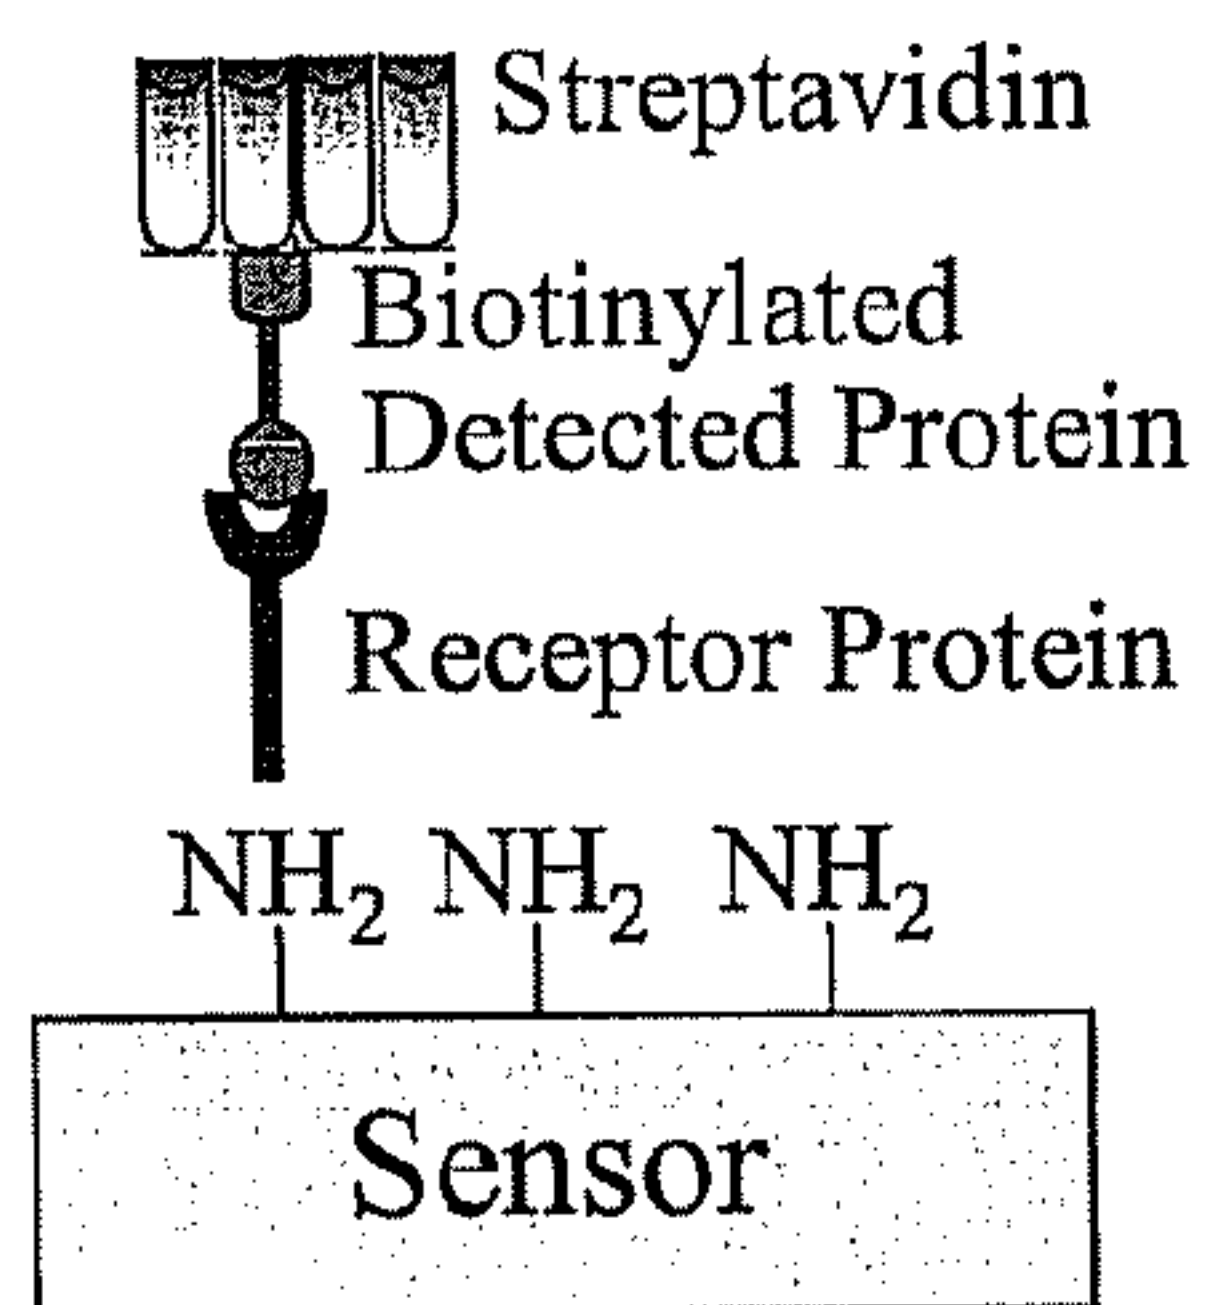 Streptavidin
Biotinylated
Detected Protein
Receptor Protein
NH₂ NH₂ NH₂
Sensor